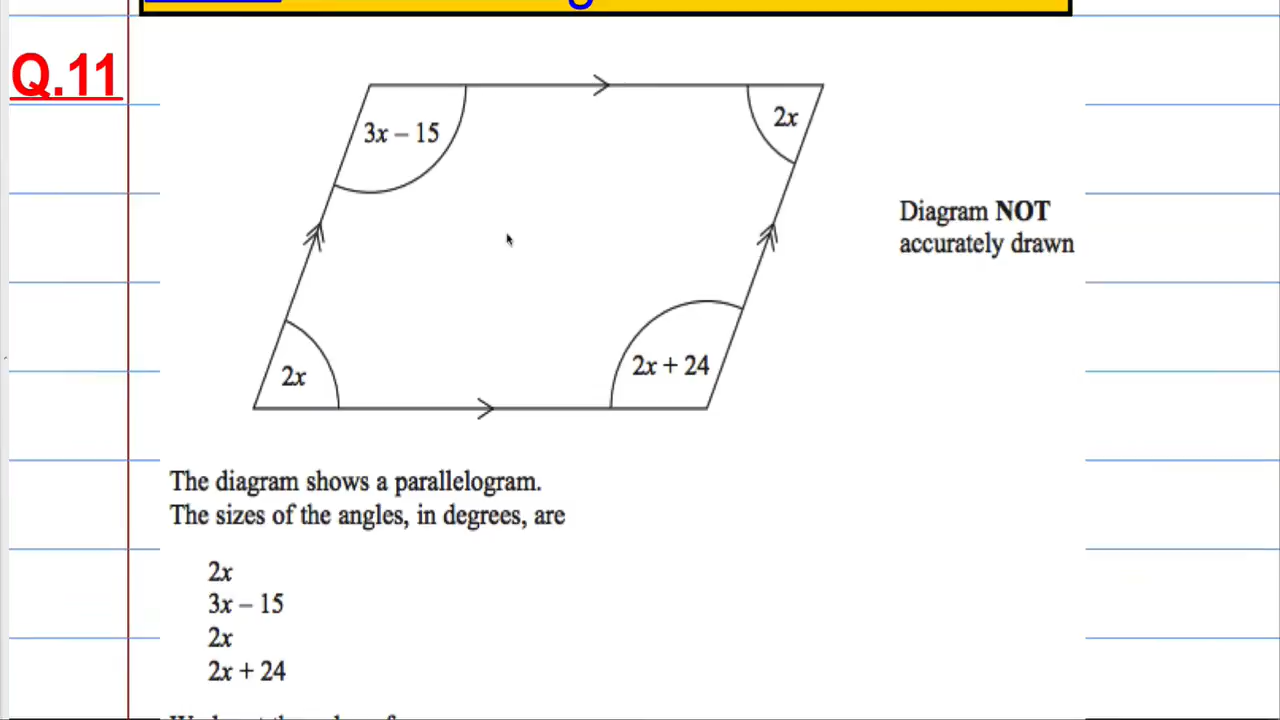 Q.11
3x – 15
2x
Diagram NOT
accurately drawn
2x
2x + 24
The diagram shows a parallelogram.
The sizes of the angles, in degrees, are
2x
3x – 15
2x
2x + 24